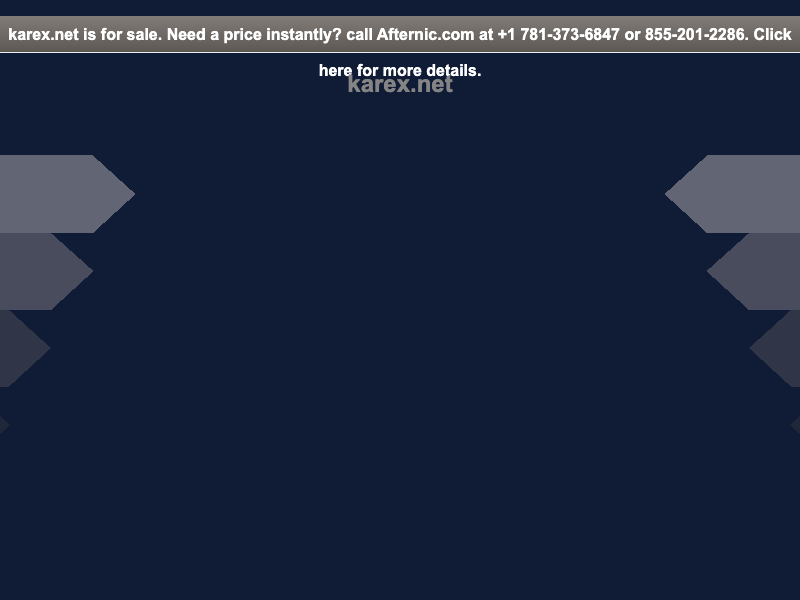 karex.net is for sale. Need a price instantly? call Afternic.com at +1 781-373-6847 or 855-201-2286. Click
here for more details.
karex.net